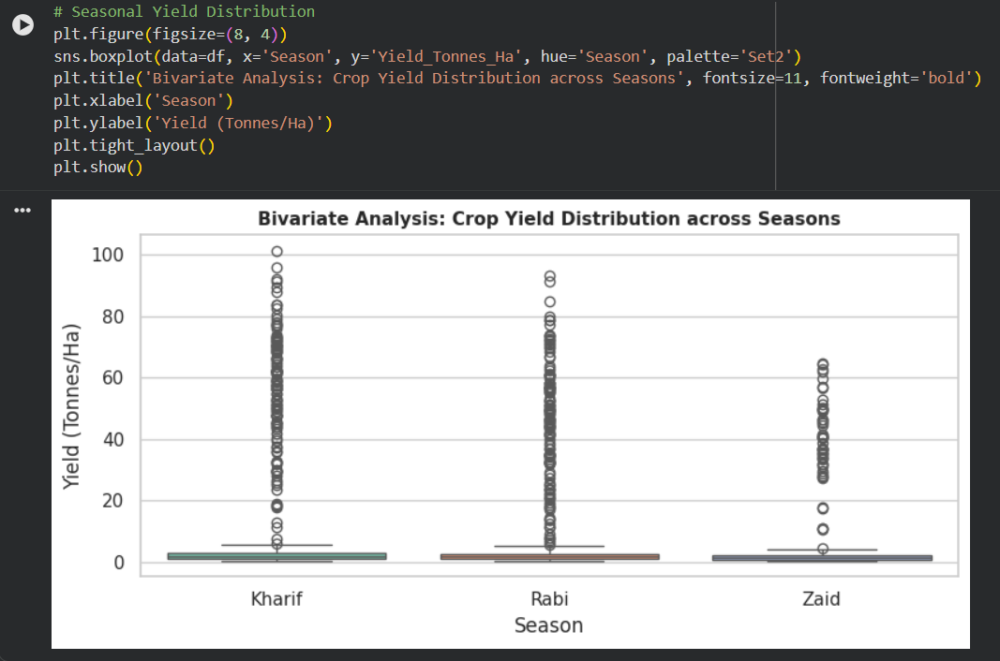 # Seasonal Yield Distribution
plt.figure(figsize=(8, 4))
sns.boxplot(data=df, x='Season', y='Yield_Tonnes_Ha', hue='Season', palette='Set2')
plt.title('Bivariate Analysis: Crop Yield Distribution across Seasons', fontsize=11, fontweight='bold')
plt.xlabel('Season')
plt.ylabel('Yield (Tonnes/Ha)')
plt.tight_layout()
plt.show()
Bivariate Analysis: Crop Yield Distribution across Seasons
Yield (Tonnes/Ha)
100
80
60
40
20
0
Kharif Rabi Zaid
Season